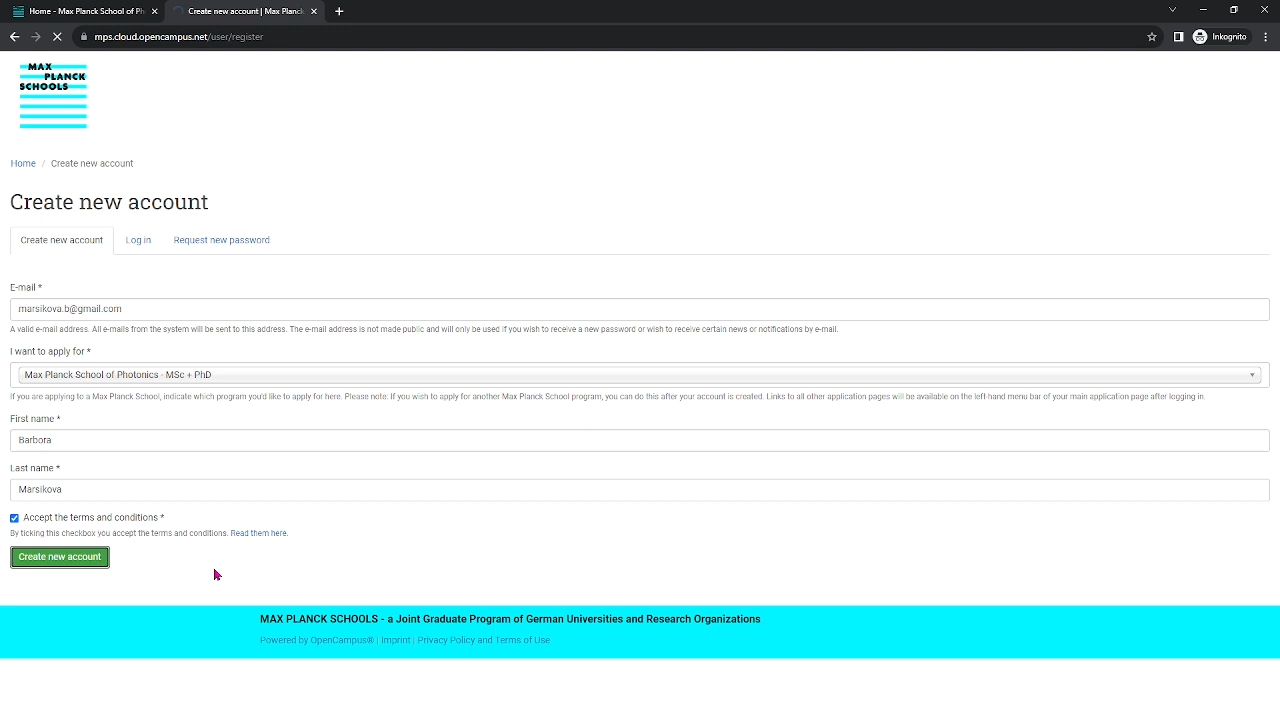 Home - Max Planck School of Ph
Create new account | Max Planck
mps.cloud.opencampus.net/user/register
Inkognito
MAX
PLANCK
SCHOOLS
Home / Create new account
Create new account
Create new account Log in Request new password
E-mail *
marsikova.b@gmail.com
A valid e-mail address. All e-mails from the system will be sent to this address. The e-mail address is not made public and will only be used if you wish to receive a new password or wish to receive certain news or notifications by e-mail.
I want to apply for *
Max Planck School of Photonics - MSc + PhD
If you are applying to a Max Planck School, indicate which program you'd like to apply for here. Please note: If you wish to apply for another Max Planck School program, you can do this after your account is created. Links to all other application pages will be available on the left-hand menu bar of your main application page after logging in.
First name *
Barbora
Last name *
Marsikova
Accept the terms and conditions *
By ticking this checkbox you accept the terms and conditions. Read them here.
Create new account
MAX PLANCK SCHOOLS - a Joint Graduate Program of German Universities and Research Organizations
Powered by OpenCampus® | Imprint | Privacy Policy and Terms of Use